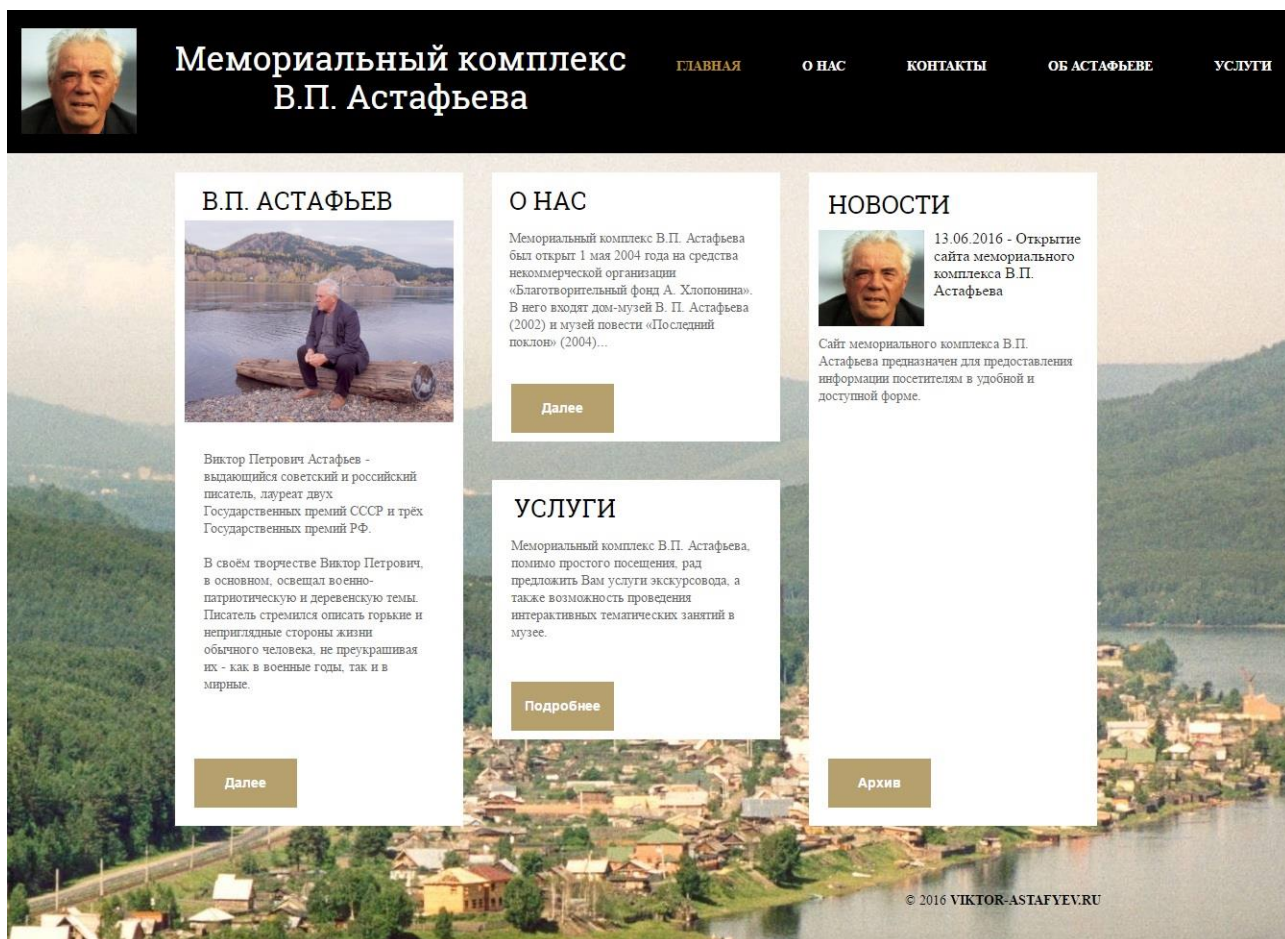 Мемориальный комплекс
В.П. Астафьева
ГЛАВНАЯ
О НАС
КОНТАКТЫ
ОБ АСТАФЬЕВЕ
УСЛУГИ
В.П. АСТАФЬЕВ
Виктор Петрович Астафьев -
выдающийся советский и российский
писатель, лауреат двух
Государственных премий СССР и трёх
Государственных премий РФ.
В своём творчестве Виктор Петрович,
в основном, освещал военно-
патриотическую и деревенскую темы.
Писатель стремился описать горькие и
неприглядные стороны жизни
обычного человека, не преукрашивая
их - как в военные годы, так и в
мирные.
Далее
О НАС
Мемориальный комплекс В.П. Астафьева
был открыт 1 мая 2004 года на средства
некоммерческой организации
«Благотворительный фонд А. Хлопонина».
В него входят дом-музей В. П. Астафьева
(2002) и музей повести «Последний
поклон» (2004)...
Далее
УСЛУГИ
Мемориальный комплекс В.П. Астафьева,
помимо простого посещения, рад
предложить Вам услуги экскурсовода, а
также возможность проведения
интерактивных тематических занятий в
музее.
Подробнее
НОВОСТИ
13.06.2016 - Открытие
сайта мемориального
комплекса В.П.
Астафьева
Сайт мемориального комплекса В.П.
Астафьева предназначен для предоставления
информации посетителям в удобной и
доступной форме.
Архив
© 2016 VIKTOR-ASTAFYEV.RU